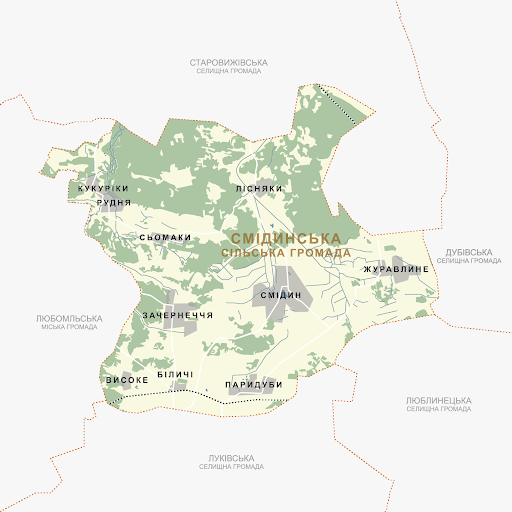 СТАРОВИЖІВСЬКА
СЕЛИЩНА ГРОМАДА
КУКУРІКИ
РУДНЯ
ЛІСНЯКИ
СЬОМАКИ
СМІДИНСЬКА
СІЛЬСЬКА ГРОМАДА
ДУБІВСЬКА
СЕЛИЩНА ГРОМАДА
ЖУРАВЛИНЕ
СМІДИН
ЛЮБОМЛЬСЬКА
МІСЬКА ГРОМАДА
ЗАЧЕРНЕЧЧЯ
ВИСОКЕ
БІЛИЧІ
ПАРИДУБИ
ЛЮБЛИНЕЦЬКА
СЕЛИЩНА ГРОМАДА
ЛУКІВСЬКА
СЕЛИЩНА ГРОМАДА